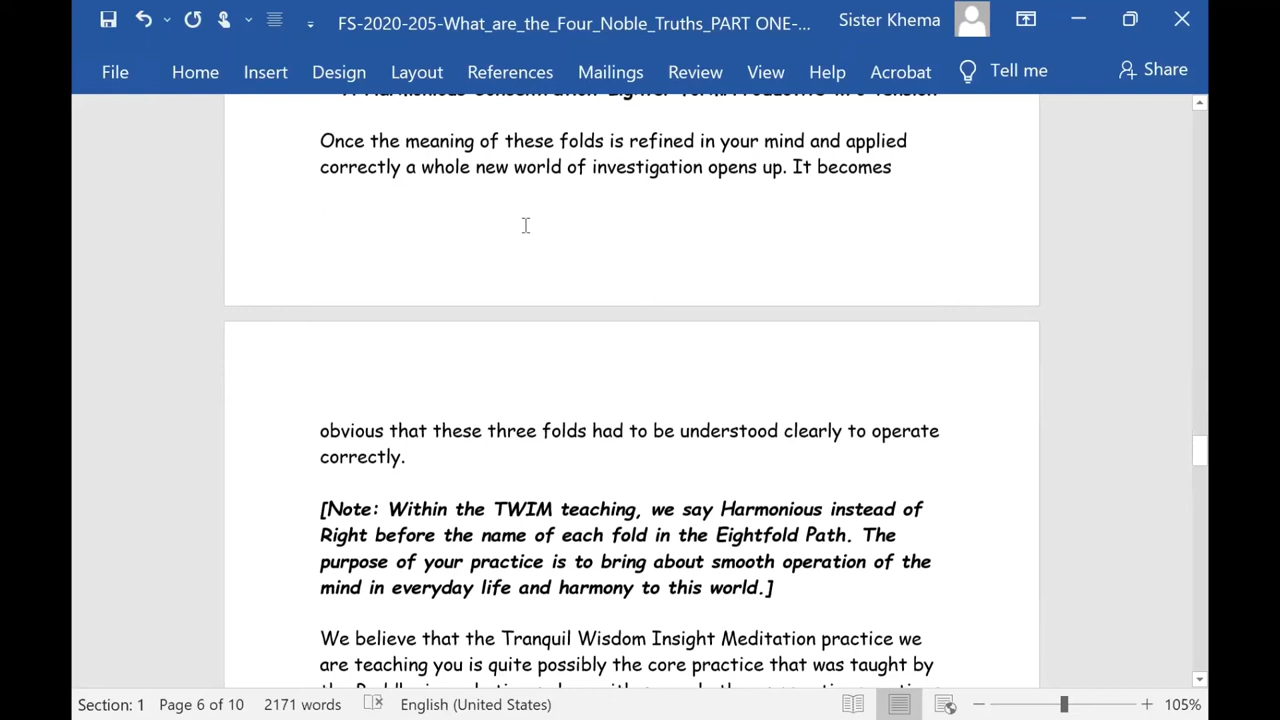 FS-2020-205-What_are_the_Four_Noble_Truths_PART ONE-...
Sister Khema
File Home Insert Design Layout References Mailings Review View Help Acrobat Tell me Share
Once the meaning of these folds is refined in your mind and applied
correctly a whole new world of investigation opens up. It becomes
obvious that these three folds had to be understood clearly to operate
correctly.
[Note: Within the TWIM teaching, we say Harmonious instead of
Right before the name of each fold in the Eightfold Path. The
purpose of your practice is to bring about smooth operation of the
mind in everyday life and harmony to this world.]
We believe that the Tranquil Wisdom Insight Meditation practice we
are teaching you is quite possibly the core practice that was taught by
Section: 1 Page 6 of 10 2171 words English (United States) 105%